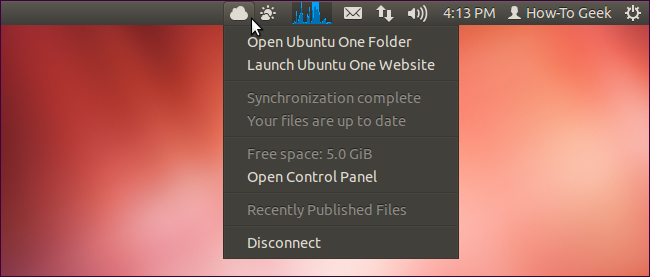 4:13 PM How-To Geek
Open Ubuntu One Folder
Launch Ubuntu One Website
Synchronization complete
Your files are up to date
Free space: 5.0 GiB
Open Control Panel
Recently Published Files
Disconnect